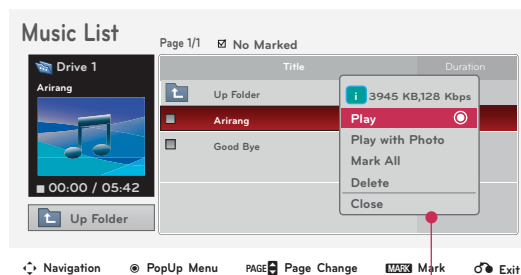 Music List
Page 1/1 No Marked
Drive 1
Arirang
00:00 / 05:42
Up Folder
Title Duration
Up Folder
Arirang
Good Bye
i 3945 KB,128 Kbps
Play
Play with Photo
Mark All
Delete
Close
Navigation PopUp Menu PAGE Page Change MARK Mark Exit